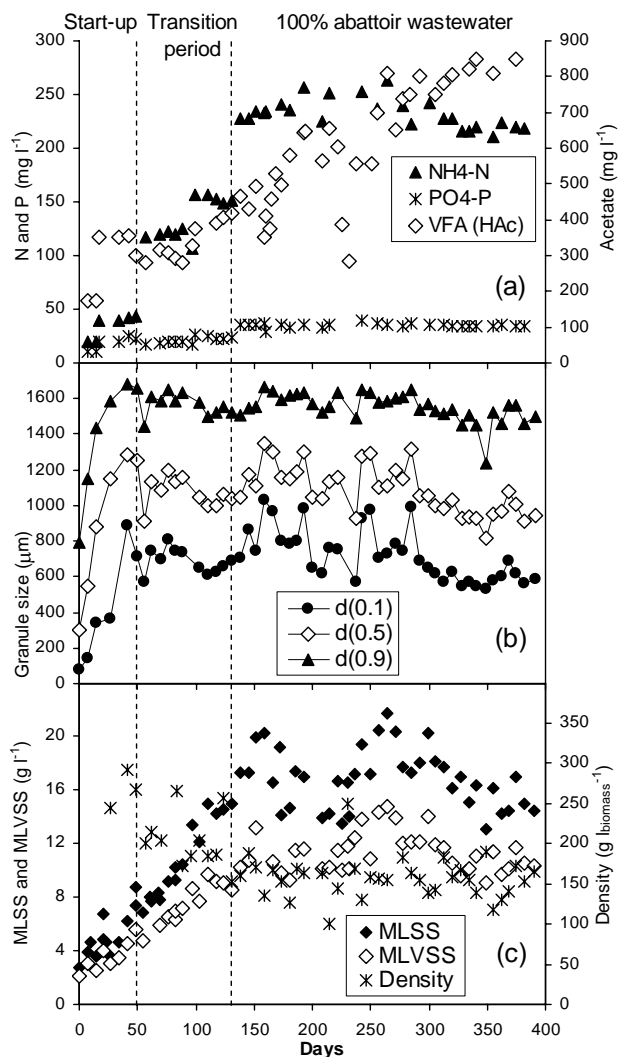 Start-up Transition period 100% abattoir wastewater
300 900
250 800
200 700
150 600
100 500
50 400
0 300
200
100
0
N and P (mg l-1)
Acetate (mg l-1)
NH4-N
PO4-P
VFA (HAc)
(a)
1600
1400
1200
1000
800
600
400
200
0
Granule size (µm)
d(0.1)
d(0.5)
d(0.9)
(b)
20 350
16 300
12 250
8 200
4 150
0 100
50
0
MLSS and MLVSS (g l-1)
Density (g lbiomass-1)
MLSS
MLVSS
Density
(c)
0 50 100 150 200 250 300 350 400
Days